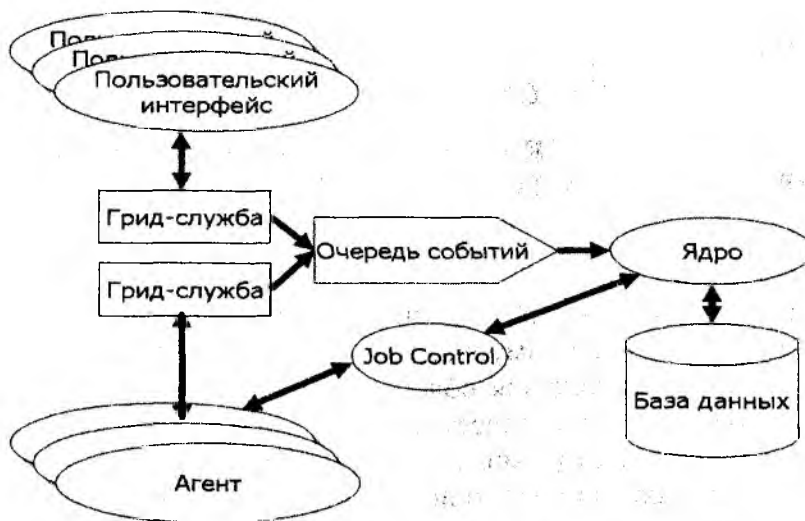 Пользовательский
интерфейс
Грид-служба
Грид-служба
Очередь событий
Ядро
Job Control
База данных
Агент